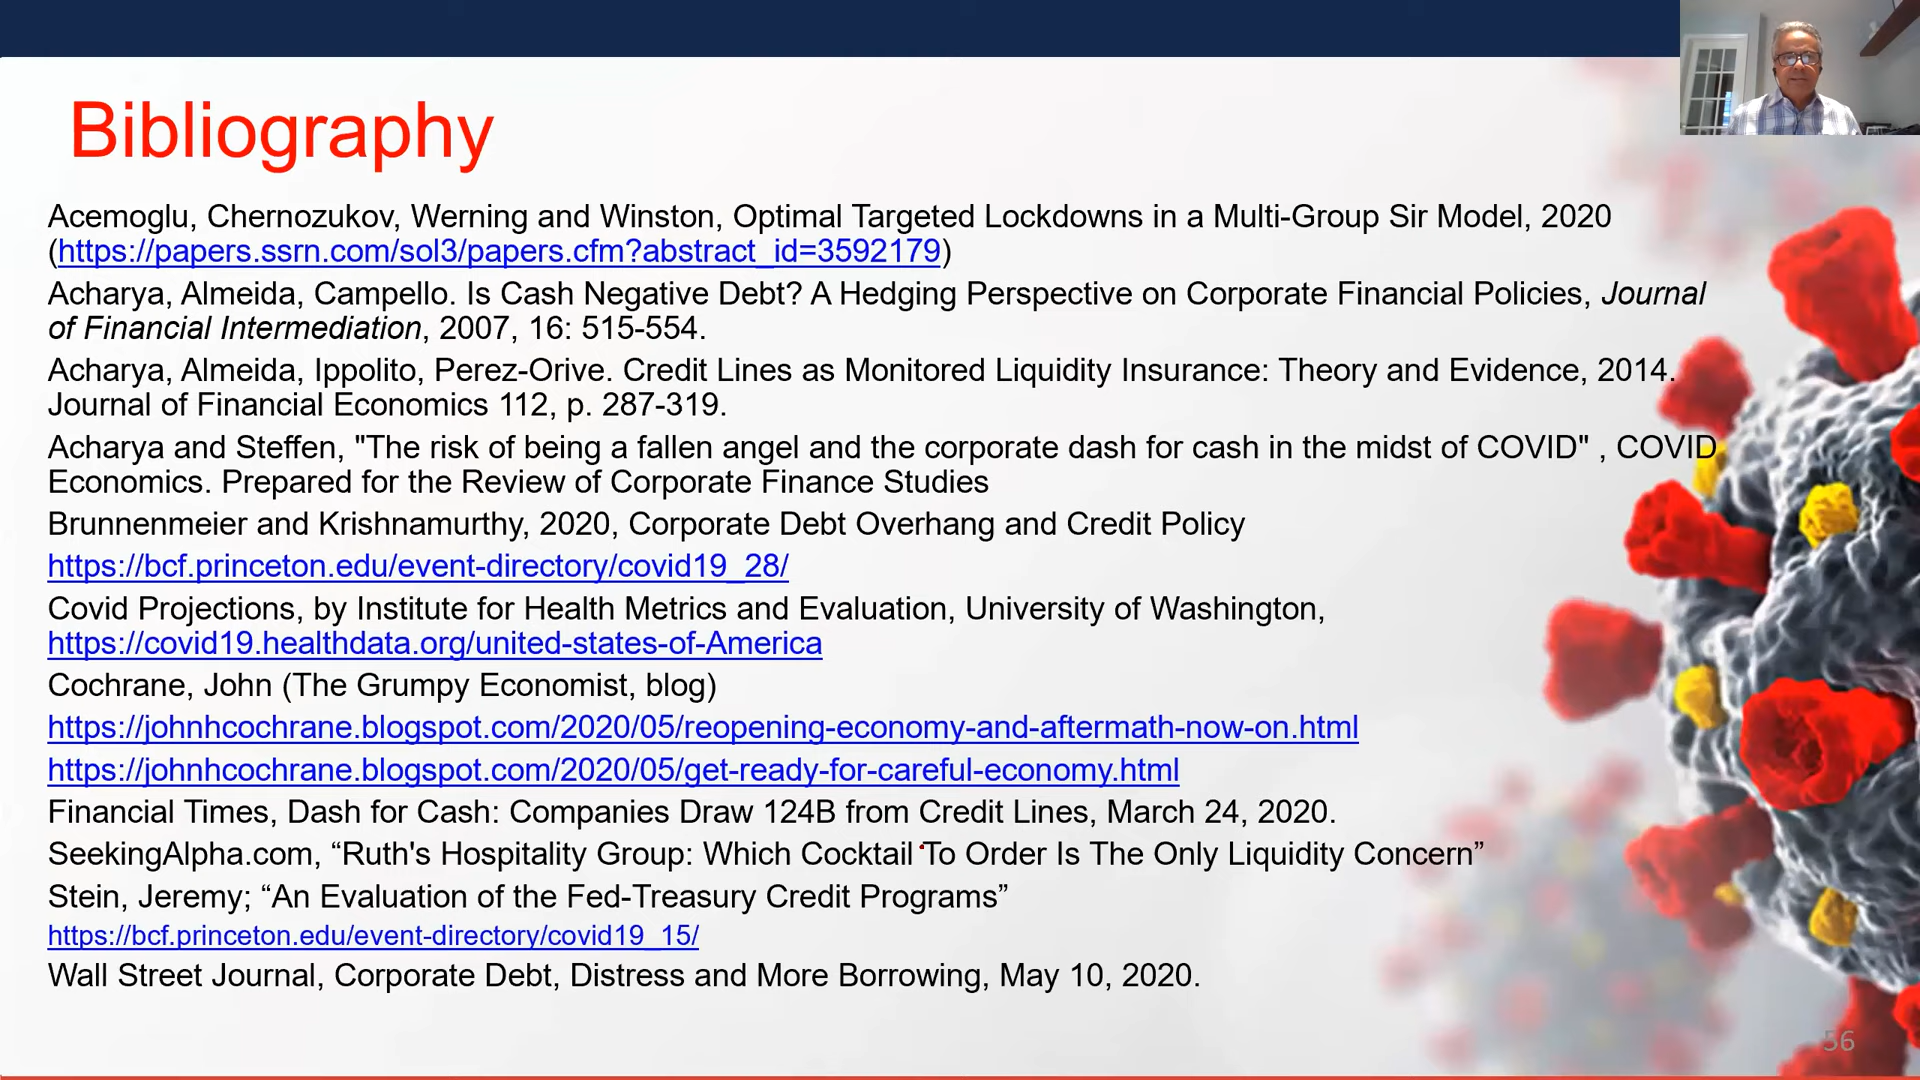 Bibliography
Acemoglu, Chernozukov, Werning and Winston, Optimal Targeted Lockdowns in a Multi-Group Sir Model, 2020
(https://papers.ssrn.com/sol3/papers.cfm?abstract_id=3592179)
Acharya, Almeida, Campello. Is Cash Negative Debt? A Hedging Perspective on Corporate Financial Policies, Journal
of Financial Intermediation, 2007, 16: 515-554.
Acharya, Almeida, Ippolito, Perez-Orive. Credit Lines as Monitored Liquidity Insurance: Theory and Evidence, 2014.
Journal of Financial Economics 112, p. 287-319.
Acharya and Steffen, "The risk of being a fallen angel and the corporate dash for cash in the midst of COVID" , COVID
Economics. Prepared for the Review of Corporate Finance Studies
Brunnenmeier and Krishnamurthy, 2020, Corporate Debt Overhang and Credit Policy
https://bcf.princeton.edu/event-directory/covid19_28/
Covid Projections, by Institute for Health Metrics and Evaluation, University of Washington,
https://covid19.healthdata.org/united-states-of-America
Cochrane, John (The Grumpy Economist, blog)
https://johnhcochrane.blogspot.com/2020/05/reopening-economy-and-aftermath-now-on.html
https://johnhcochrane.blogspot.com/2020/05/get-ready-for-careful-economy.html
Financial Times, Dash for Cash: Companies Draw 124B from Credit Lines, March 24, 2020.
SeekingAlpha.com, “Ruth's Hospitality Group: Which Cocktail To Order Is The Only Liquidity Concern”
Stein, Jeremy; “An Evaluation of the Fed-Treasury Credit Programs”
https://bcf.princeton.edu/event-directory/covid19_15/
Wall Street Journal, Corporate Debt, Distress and More Borrowing, May 10, 2020.
56